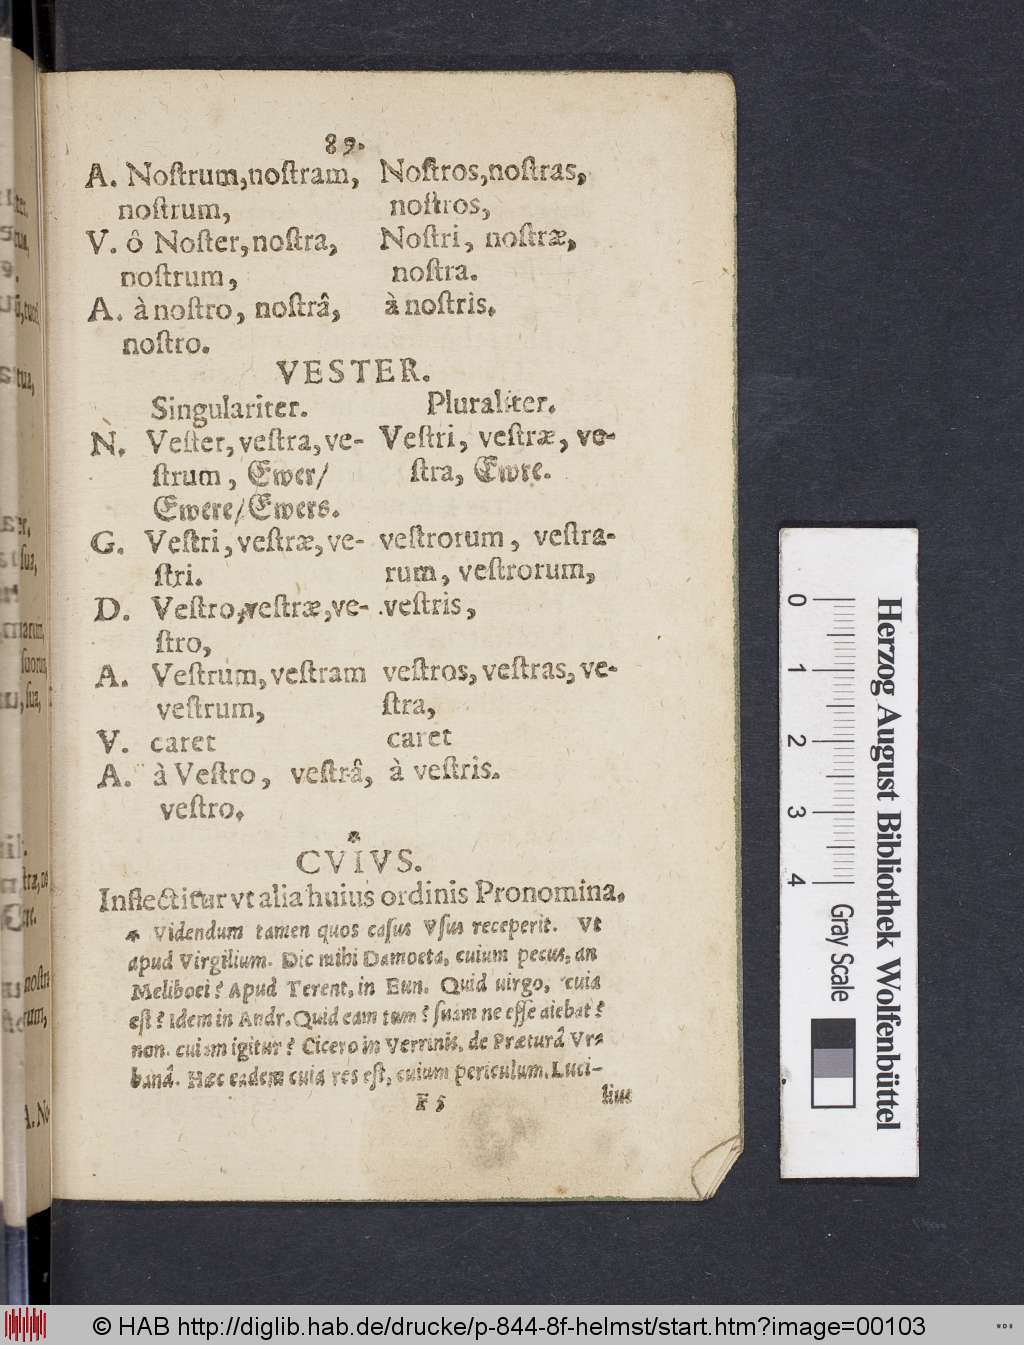 89.
A. Noſtrum,noſtram, Noſtros,noſtras,
noſtrum, noſtros,
V. ô Noſter,noſtra, Noſtri, noſtræ,
noſtrum, noſtra.
A. à noſtro, noſtrâ, à noſtris.
noſtro.
VESTER.
Singulariter. Pluraliter.
N. Veſter,veſtra,ve- Veſtri, veſtræ, ve-
ſtrum, Ewer/ ſtra, Ewre.
Ewere/Ewers.
G. Veſtri,veſtræ,ve- veſtrorum, veſtra-
ſtri. rum, veſtrorum,
D. Veſtro,veſtræ,ve- veſtris,
ſtro,
A. Veſtrum,veſtram veſtros,veſtras,ve-
veſtrum, ſtra,
V. caret caret
A. à Veſtro, veſtrâ, à veſtris.
veſtro.
*
CVIVS.
Inflectitur vt alia huius ordinis Pronomina.
* Videndum tamen quos caſus Vſus receperit. Vt
apud Virgilium. Dic mihi Damoeta, cuium pecus, an
Meliboei? Apud Terent, in Eun. Quid uirgo, cuia
eſt? Idem in Andr. Quid eam tum? ſuam ne eſſe aiebat?
non. cuiam igitur? Cicero in Verrinis, de Præturâ Vr-
banâ. Hæc eadem cuia res eſt, cuium periculum. Luci-
F 5 lius
0 1 2 3 4
Gray Scale
Herzog August Bibliothek Wolfenbüttel
© HAB http://diglib.hab.de/drucke/p-844-8f-helmst/start.htm?image=00103